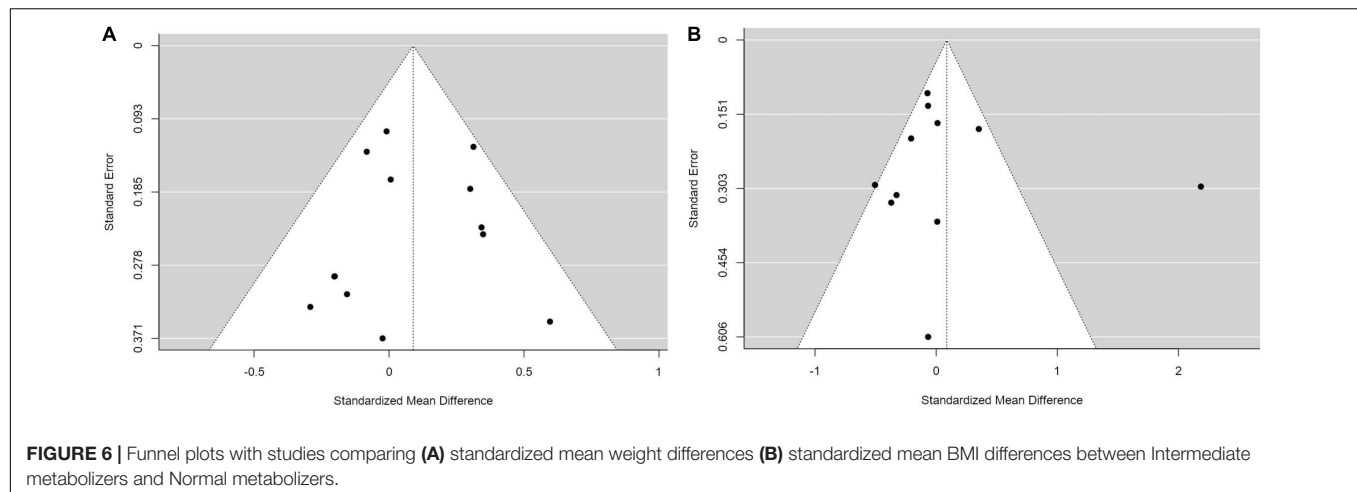 A
0
0.093
0.185
0.278
0.371
Standard Error
-0.5
0
0.5
1
Standardized Mean Difference
B
0
0.151
0.303
0.454
0.606
Standard Error
-1
0
1
2
Standardized Mean Difference
FIGURE 6 | Funnel plots with studies comparing (A) standardized mean weight differences (B) standardized mean BMI differences between Intermediate
metabolizers and Normal metabolizers.